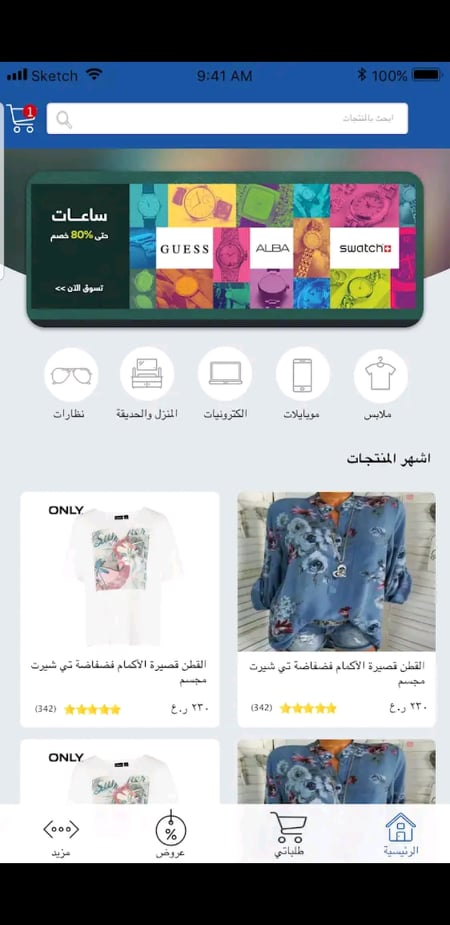 Sketch 9:41 AM 100%
1
ابحث بالمنتجات
ساعات
حتى 80% خصم
تسوق الآن >>
GUESS
ALBA
swatch
ملابس
موبايلات
الكترونيات
المنزل والحديقة
نظارات
اشهر المنتجات
ONLY
القطن قصيرة الأكمام فضفاضة تي شيرت
مجسم
٢٣٠ ر.ع
(342)
القطن قصيرة الأكمام فضفاضة تي شيرت
مجسم
٢٣٠ ر.ع
(342)
ONLY
الرئيسية
طلباتي
عروض
مزيد